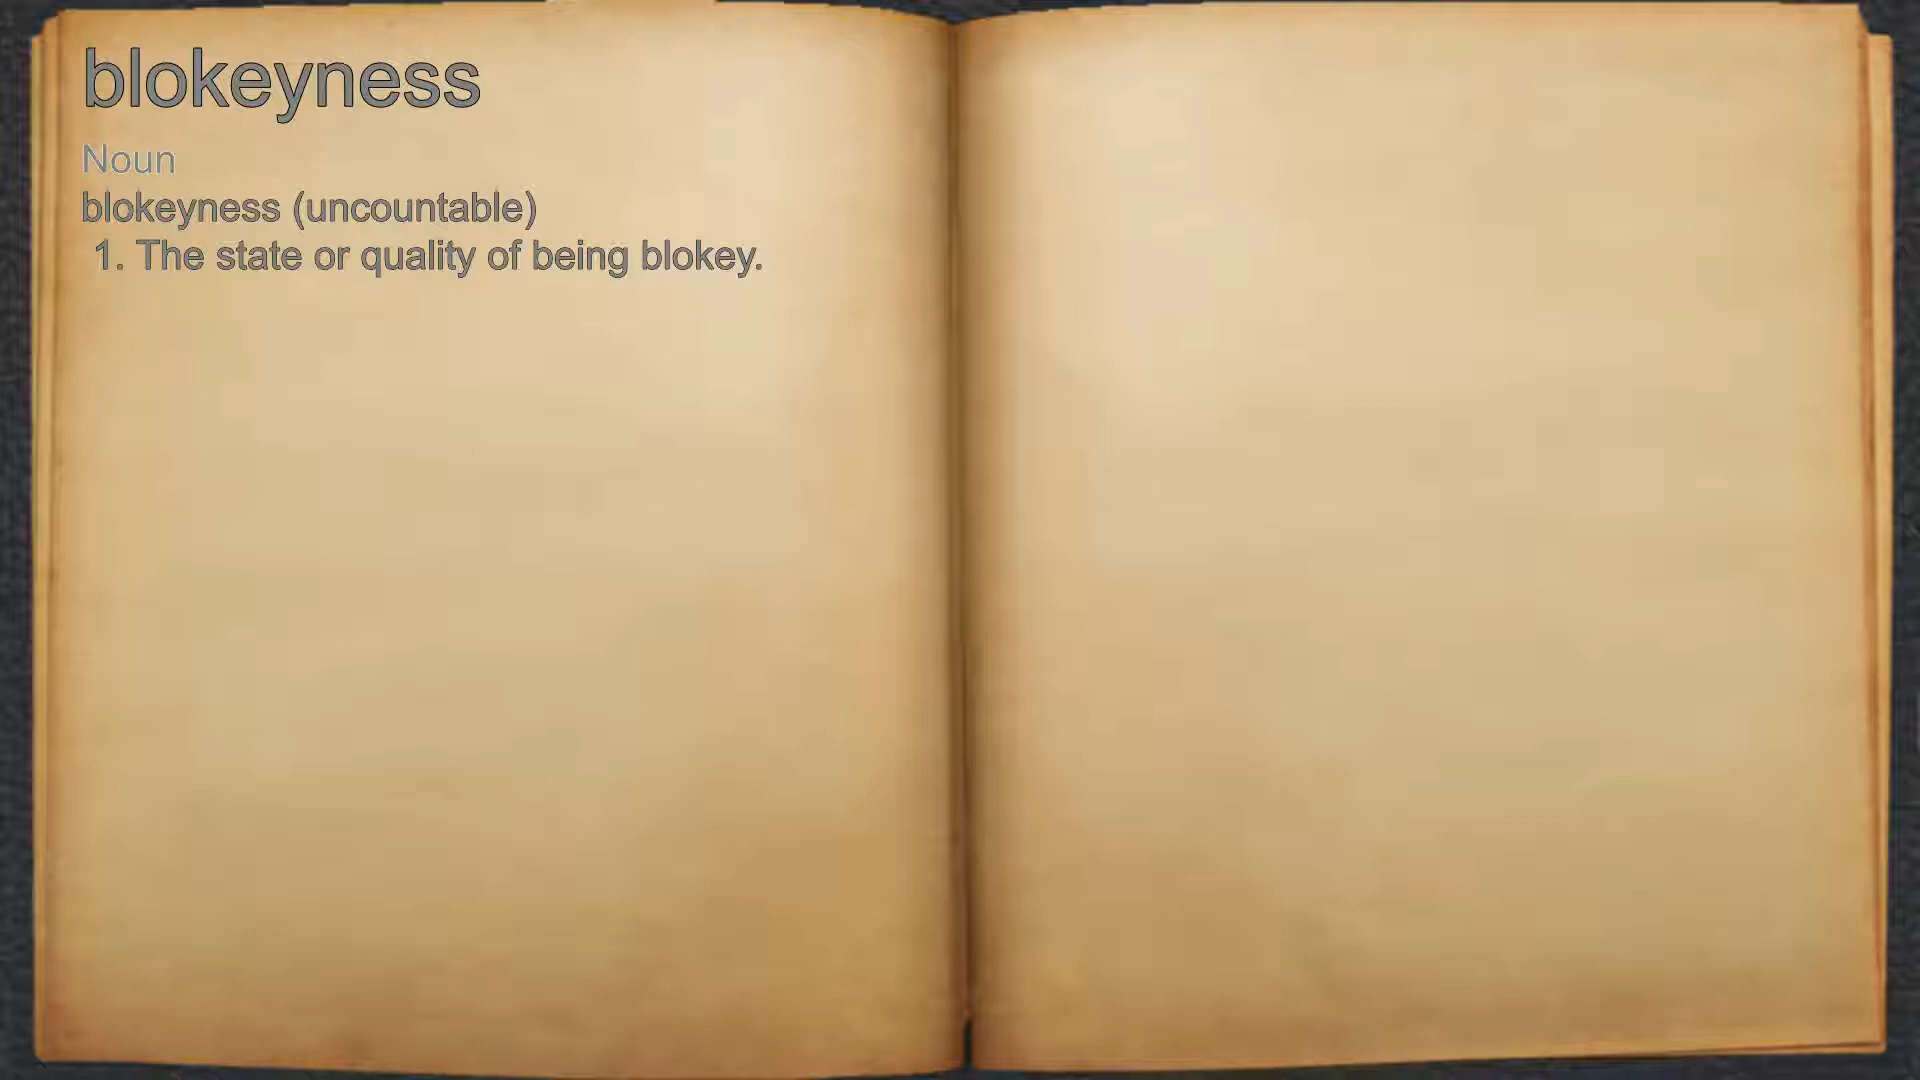 blokeyness
Noun
blokeyness (uncountable)
1. The state or quality of being blokey.